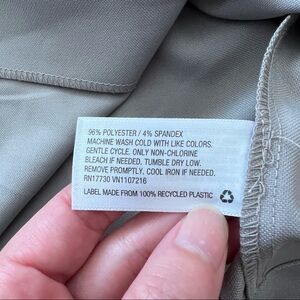 96% POLYESTER / 4% SPANDEX
MACHINE WASH COLD WITH LIKE COLORS.
GENTLE CYCLE. ONLY NON-CHLORINE
BLEACH IF NEEDED. TUMBLE DRY LOW.
REMOVE PROMPTLY. COOL IRON IF NEEDED.
RN17730 VN1107216
LABEL MADE FROM 100% RECYCLED PLASTIC